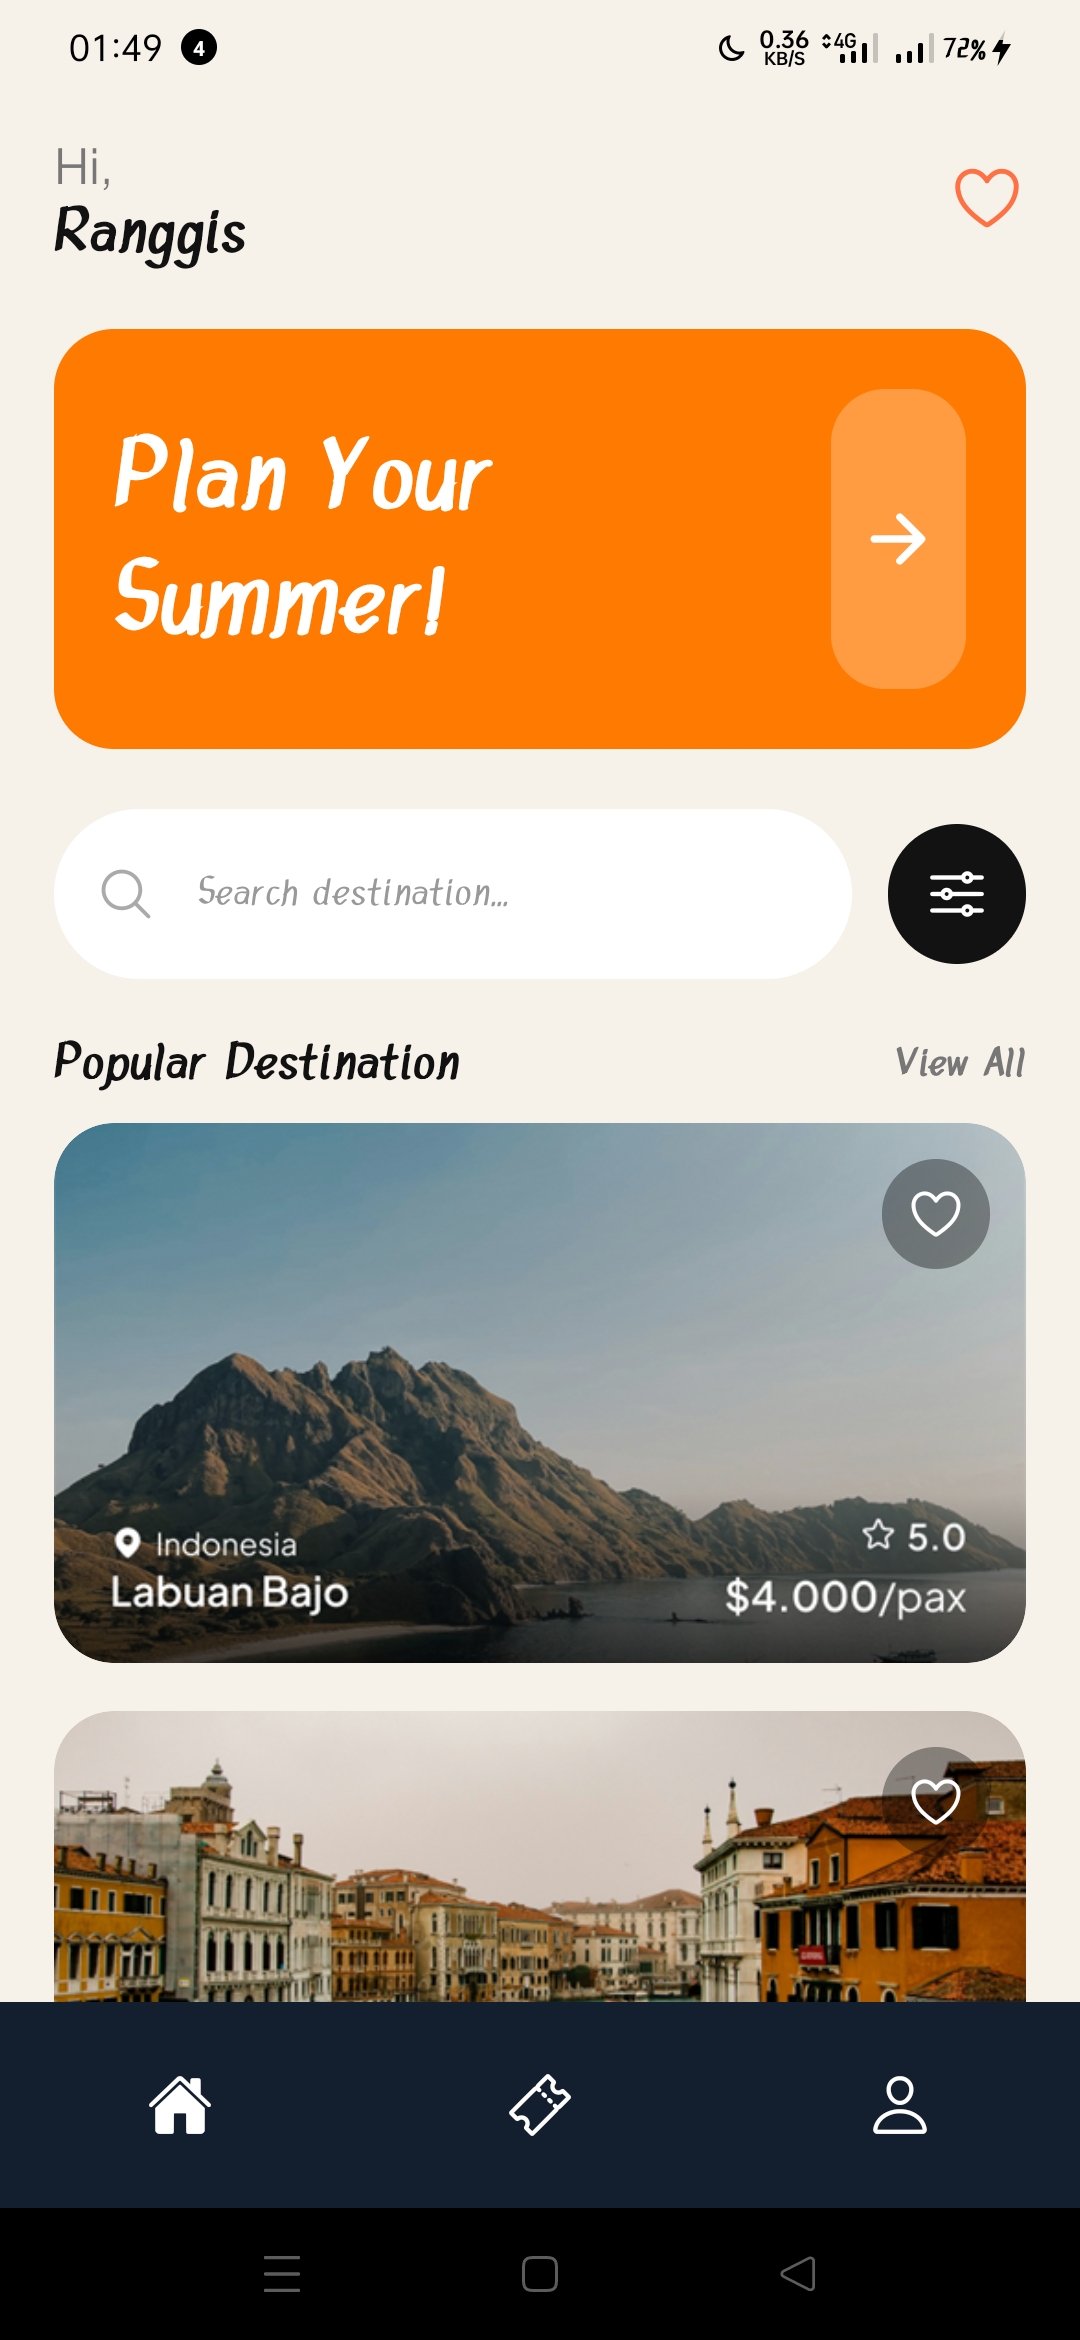 01:49 4 0.36 KB/S 4G 72%
Hi,
Ranggis
Plan Your
Summer!
Search destination...
Popular Destination View All
Indonesia 5.0
Labuan Bajo $4.000/pax